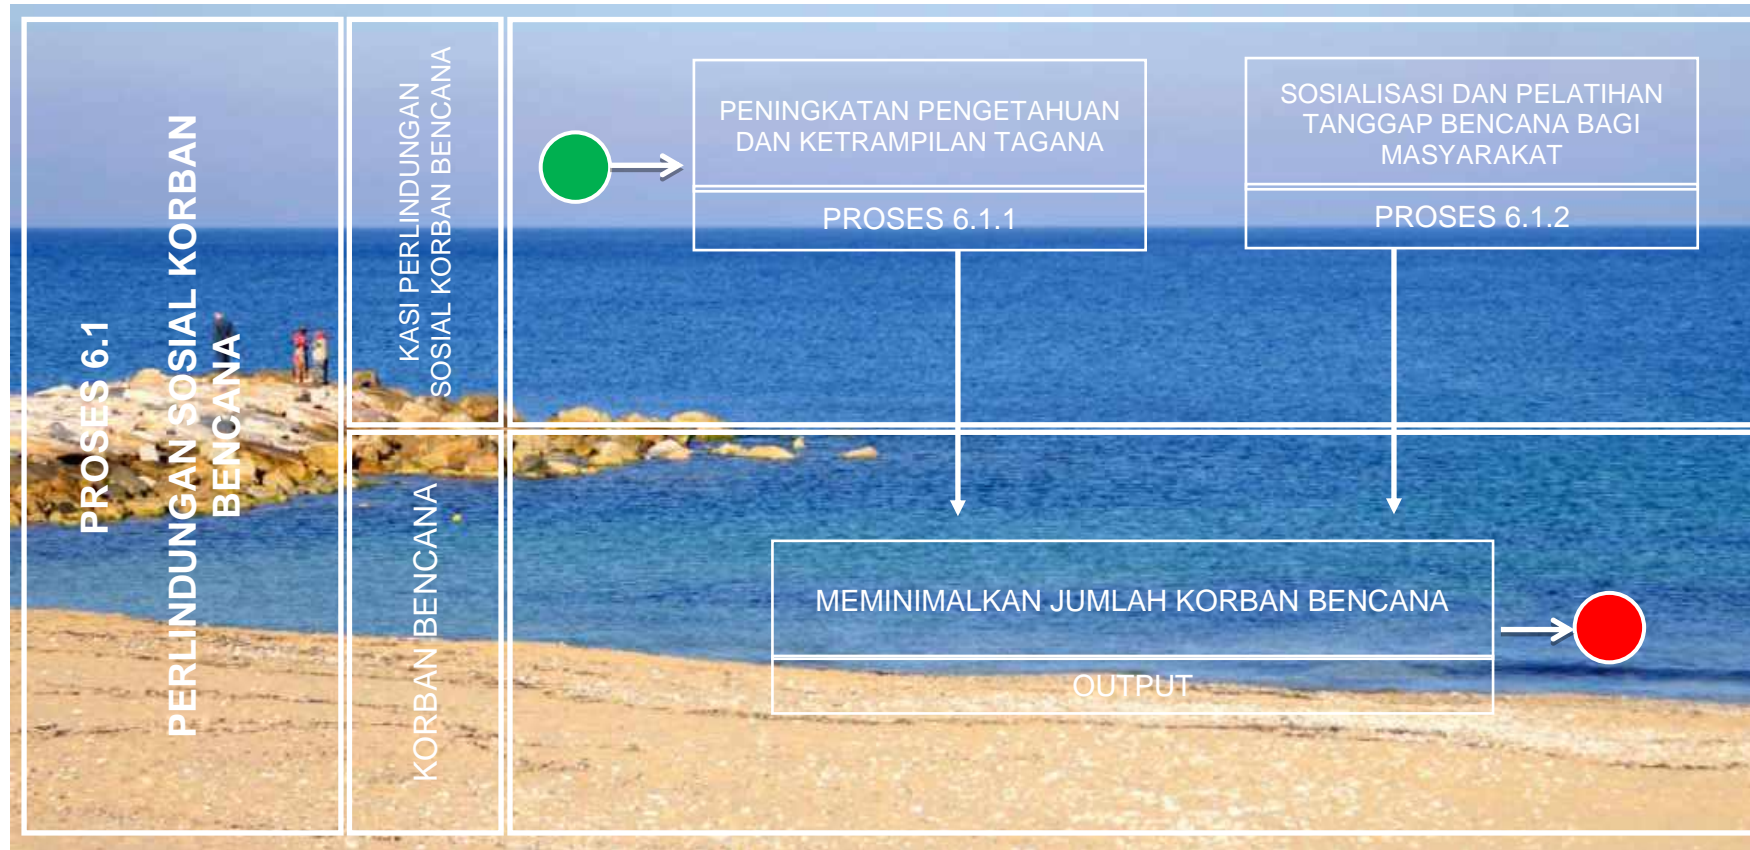 PROSES 6.1
PERLINDUNGAN SOSIAL KORBAN
BENCANA
KASI PERLINDUNGAN
SOSIAL KORBAN BENCANA
PENINGKATAN PENGETAHUAN
DAN KETRAMPILAN TAGANA
PROSES 6.1.1
SOSIALISASI DAN PELATIHAN
TANGGAP BENCANA BAGI
MASYARAKAT
PROSES 6.1.2
KORBAN BENCANA
MEMINIMALKAN JUMLAH KORBAN BENCANA
OUTPUT